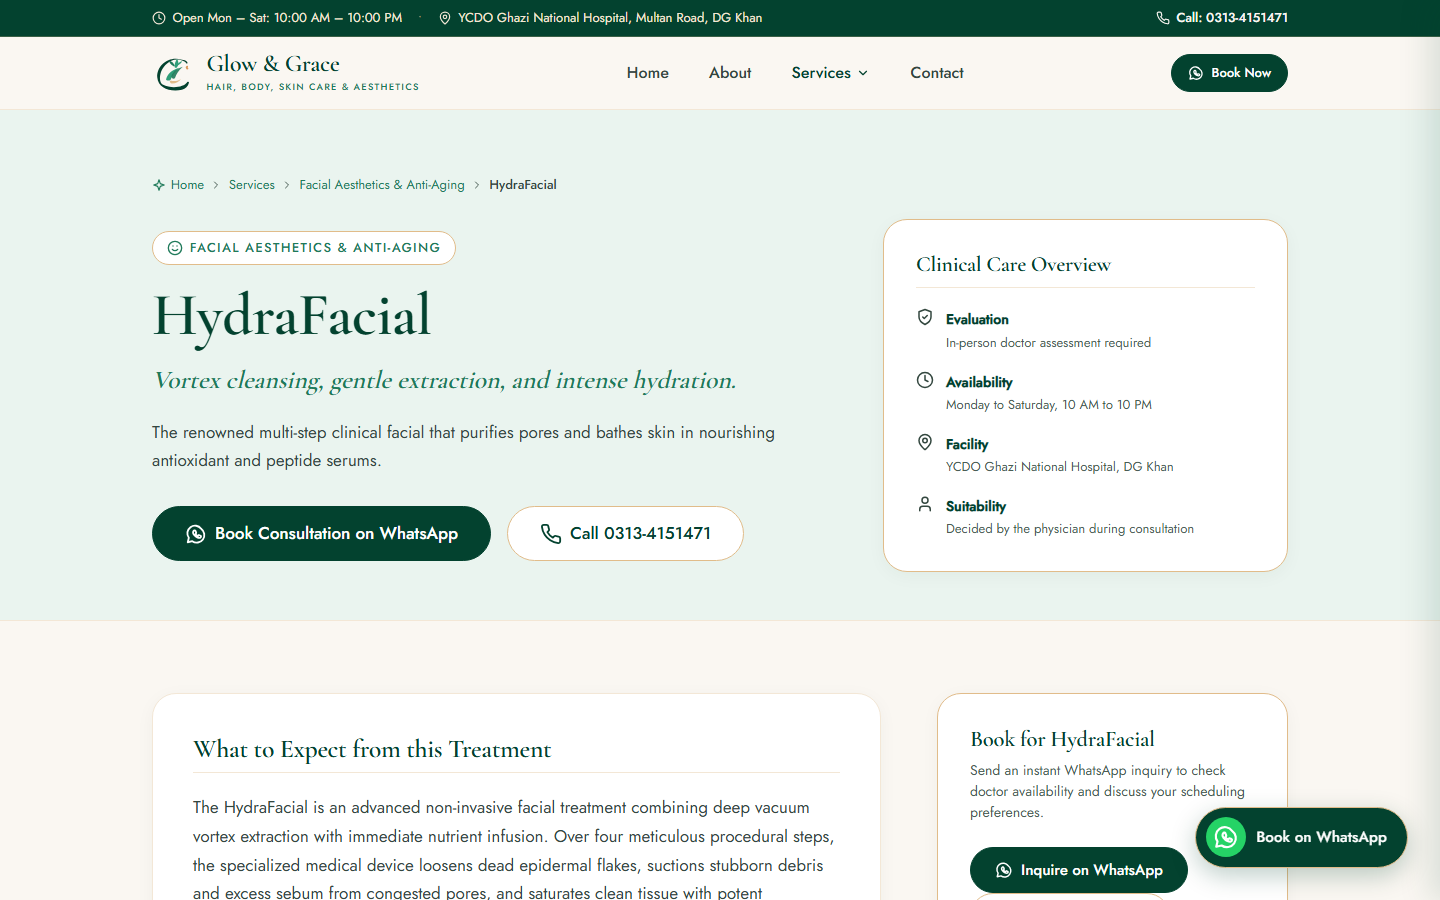 Open Mon – Sat: 10:00 AM – 10:00 PM · YCDO Ghazi National Hospital, Multan Road, DG Khan
Call: 0313-4151471
Glow & Grace
HAIR, BODY, SKIN CARE & AESTHETICS
Home
About
Services
Contact
Book Now
Home > Services > Facial Aesthetics & Anti-Aging > HydraFacial
FACIAL AESTHETICS & ANTI-AGING
HydraFacial
Vortex cleansing, gentle extraction, and intense hydration.
The renowned multi-step clinical facial that purifies pores and bathes skin in nourishing
antioxidant and peptide serums.
Book Consultation on WhatsApp
Call 0313-4151471
Clinical Care Overview
Evaluation
In-person doctor assessment required
Availability
Monday to Saturday, 10 AM to 10 PM
Facility
YCDO Ghazi National Hospital, DG Khan
Suitability
Decided by the physician during consultation
What to Expect from this Treatment
The HydraFacial is an advanced non-invasive facial treatment combining deep vacuum
vortex extraction with immediate nutrient infusion. Over four meticulous procedural steps,
the specialized medical device loosens dead epidermal flakes, suctions stubborn debris
and excess sebum from congested pores, and saturates clean tissue with potent
Book for HydraFacial
Send an instant WhatsApp inquiry to check
doctor availability and discuss your scheduling
preferences.
Inquire on WhatsApp
Book on WhatsApp